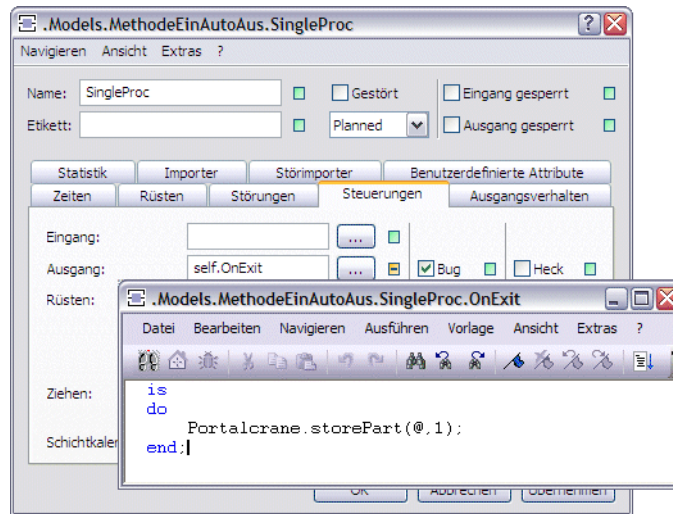 .Models.MethodeEinAutoAus.SingleProc
Navigieren Ansicht Extras ?
Name: SingleProc Gestört Eingang gesperrt
Etikett: Planned Ausgang gesperrt
Statistik Importer Störimporter Benutzerdefinierte Attribute
Zeiten Rüsten Störungen Steuerungen Ausgangsverhalten
Eingang: ...
Ausgang: self.OnExit ... Bug Heck
Rüsten:
.Models.MethodeEinAutoAus.SingleProc.OnExit
Datei Bearbeiten Navigieren Ausführen Vorlage Ansicht Extras ?
is
do
Portalcrane.storePart(@,1);
end;
Ziehen:
Schichtkaler
OK Abbrechen Übernehmen